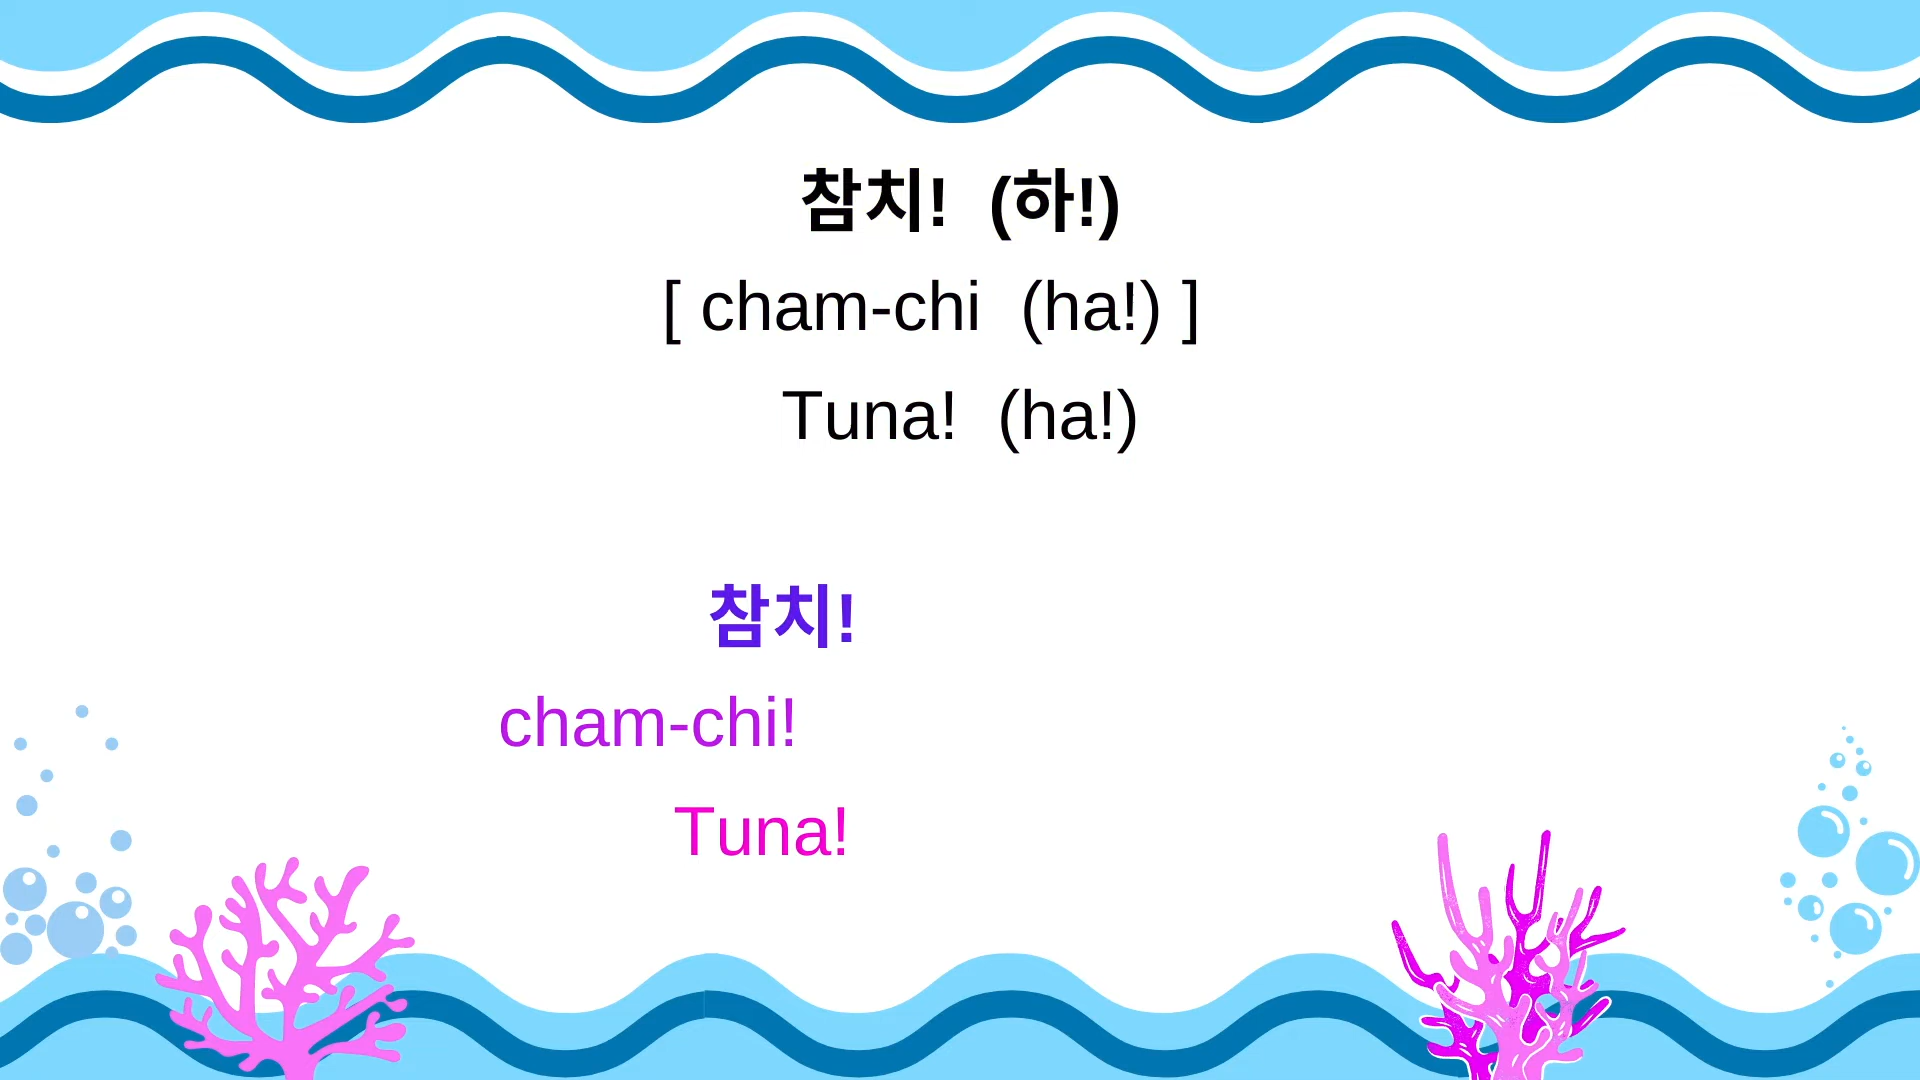 참치! (하!)
[ cham-chi (ha!) ]
Tuna! (ha!)
참치!
cham-chi!
Tuna!